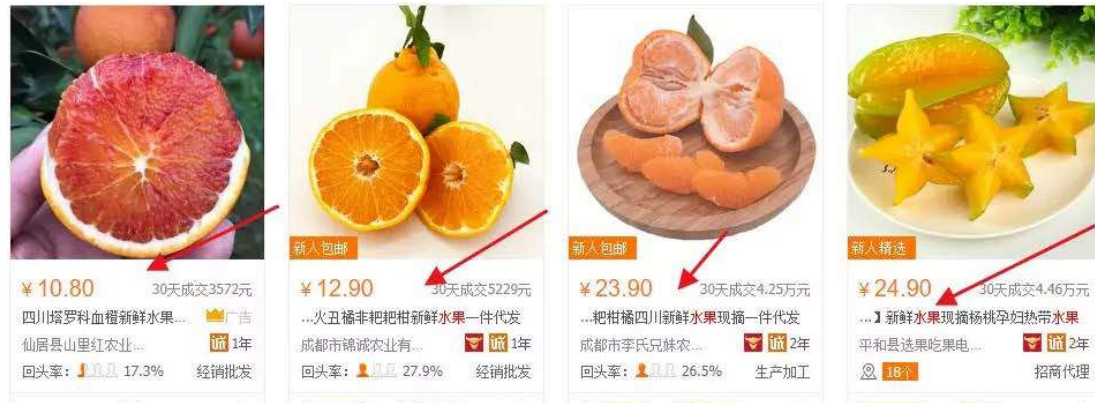 新人包邮
新人包邮
新人精选
¥10.80 30天成交3572元
四川塔罗科血橙新鲜水果... 广告
仙居县山里红农业... 诚 1年
回头率: 17.3% 经销批发
¥12.90 30天成交5229元
...火丑橘非耙耙柑新鲜水果一件代发
成都市锦诚农业有... 诚 1年
回头率: 27.9% 经销批发
¥23.90 30天成交4.25万元
...耙柑橘四川新鲜水果现摘一件代发
成都市李氏兄妹农... 诚 2年
回头率: 26.5% 生产加工
¥24.90 30天成交4.46万元
...】新鲜水果现摘杨桃孕妇热带水果
平和县选果吃果电... 诚 2年
18个 招商代理